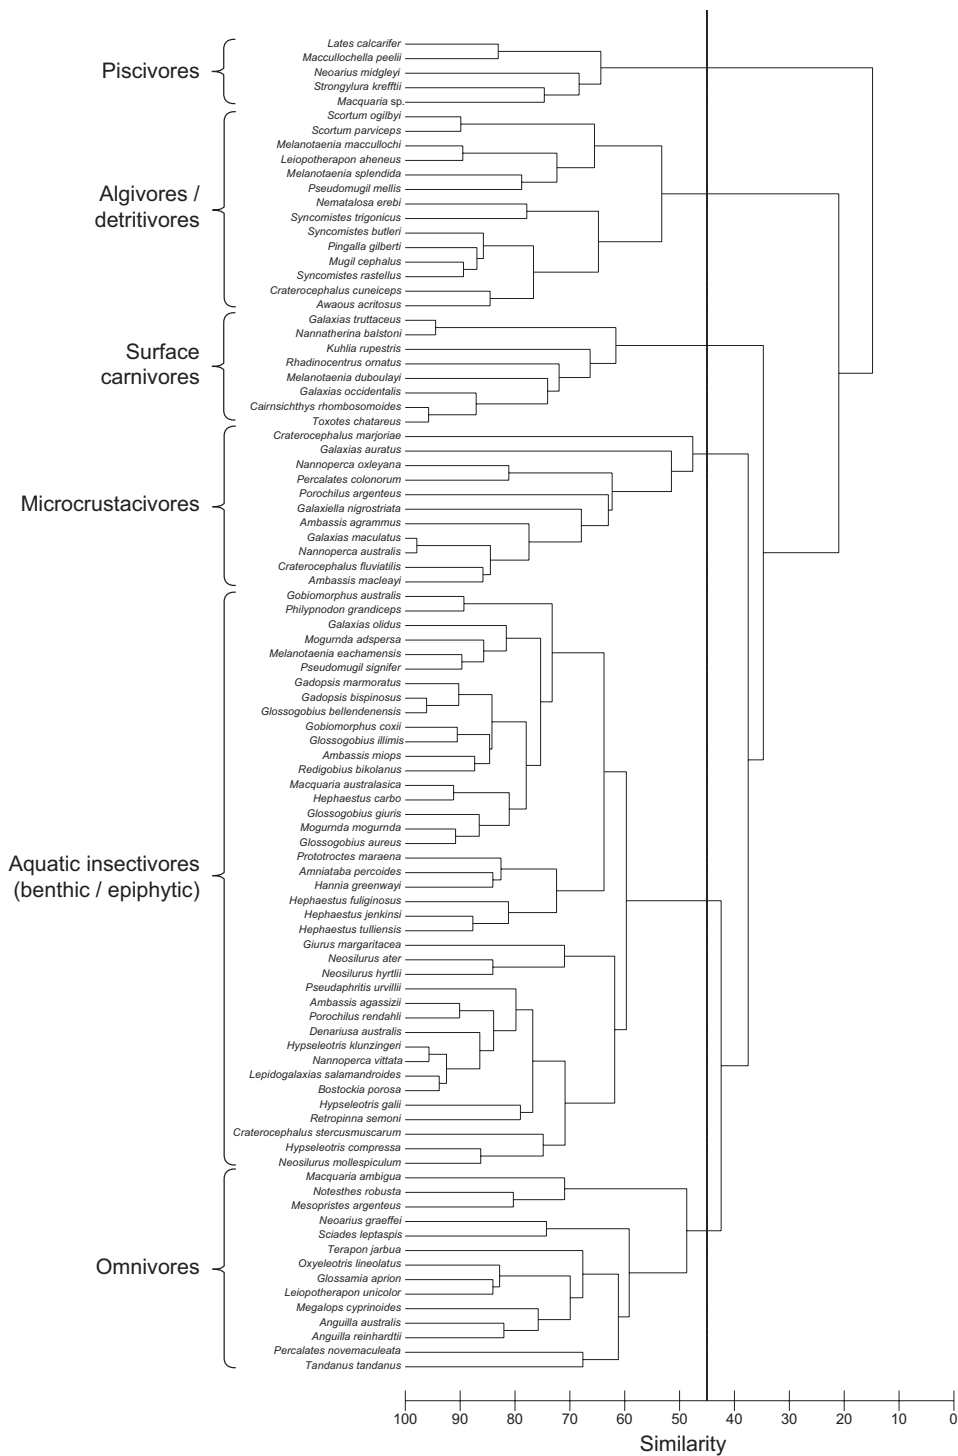 Piscivores
Lates calcarifer
Maccullochella peelii
Neoarius midgleyi
Strongylura krefftii
Macquaria sp.
Algivores /
detritivores
Scortum ogilbyi
Scortum parviceps
Melanotaenia maccullochi
Leiopotherapon aheneus
Melanotaenia splendida
Pseudomugil mellis
Nematalosa erebi
Syncomistes trigonicus
Syncomistes butleri
Pingalla gilberti
Mugil cephalus
Syncomistes rastellus
Craterocephalus cuneiceps
Awaous acritosus
Surface
carnivores
Galaxias truttaceus
Nannatherina balstoni
Kuhlia rupestris
Rhadinocentrus ornatus
Melanotaenia duboulayi
Galaxias occidentalis
Cairnsichthys rhombosomoides
Toxotes chatareus
Microcrustacivores
Craterocephalus marjoriae
Galaxias auratus
Nannoperca oxleyana
Percalates colonorum
Porochilus argenteus
Galaxiella nigrostriata
Ambassis agrammus
Galaxias maculatus
Nannoperca australis
Craterocephalus fluviatilis
Ambassis macleayi
Aquatic insectivores
(benthic / epiphytic)
Gobiomorphus australis
Philypnodon grandiceps
Galaxias olidus
Mogurnda adspersa
Melanotaenia eachamensis
Pseudomugil signifer
Gadopsis marmoratus
Gadopsis bispinosus
Glossogobius bellendenensis
Gobiomorphus coxii
Glossogobius illimis
Ambassis miops
Redigobius bikolanus
Macquaria australasica
Hephaestus carbo
Glossogobius giuris
Mogurnda mogurnda
Glossogobius aureus
Prototroctes maraena
Amniataba percoides
Hannia greenwayi
Hephaestus fuliginosus
Hephaestus jenkinsi
Hephaestus tulliensis
Giurus margaritacea
Neosilurus ater
Neosilurus hyrtlii
Pseudaphritis urvillii
Ambassis agassizii
Porochilus rendahli
Denariusa australis
Hypseleotris klunzingeri
Nannoperca vittata
Lepidogalaxias salamandroides
Bostockia porosa
Hypseleotris galii
Retropinna semoni
Craterocephalus stercusmuscarum
Hypseleotris compressa
Neosilurus mollespiculum
Omnivores
Macquaria ambigua
Notesthes robusta
Mesopristes argenteus
Neoarius graeffei
Sciades leptaspis
Terapon jarbua
Oxyeleotris lineolatus
Glossamia aprion
Leiopotherapon unicolor
Megalops cyprinoides
Anguilla australis
Anguilla reinhardtii
Percalates novemaculeata
Tandanus tandanus
100 90 80 70 60 50 40 30 20 10 0
Similarity